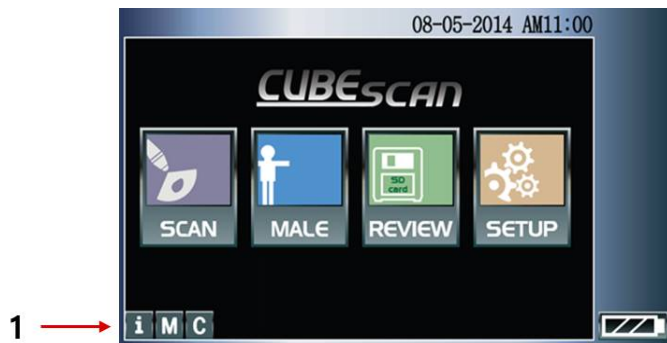 08-05-2014 AM11:00
CUBEscan
SD
card
SCAN MALE REVIEW SETUP
1
i M C